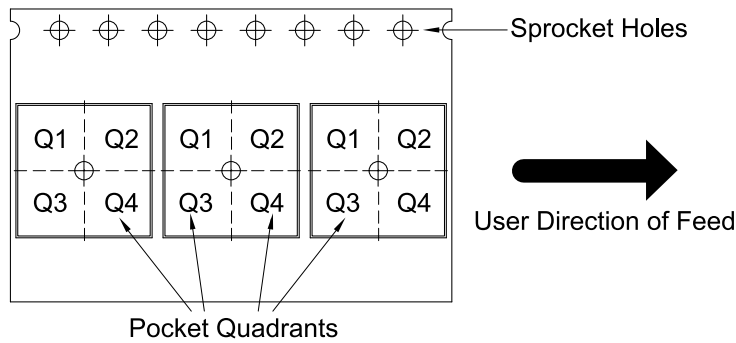 Sprocket Holes
Q1 Q2 Q1 Q2 Q1 Q2
Q3 Q4 Q3 Q4 Q3 Q4
User Direction of Feed
Pocket Quadrants